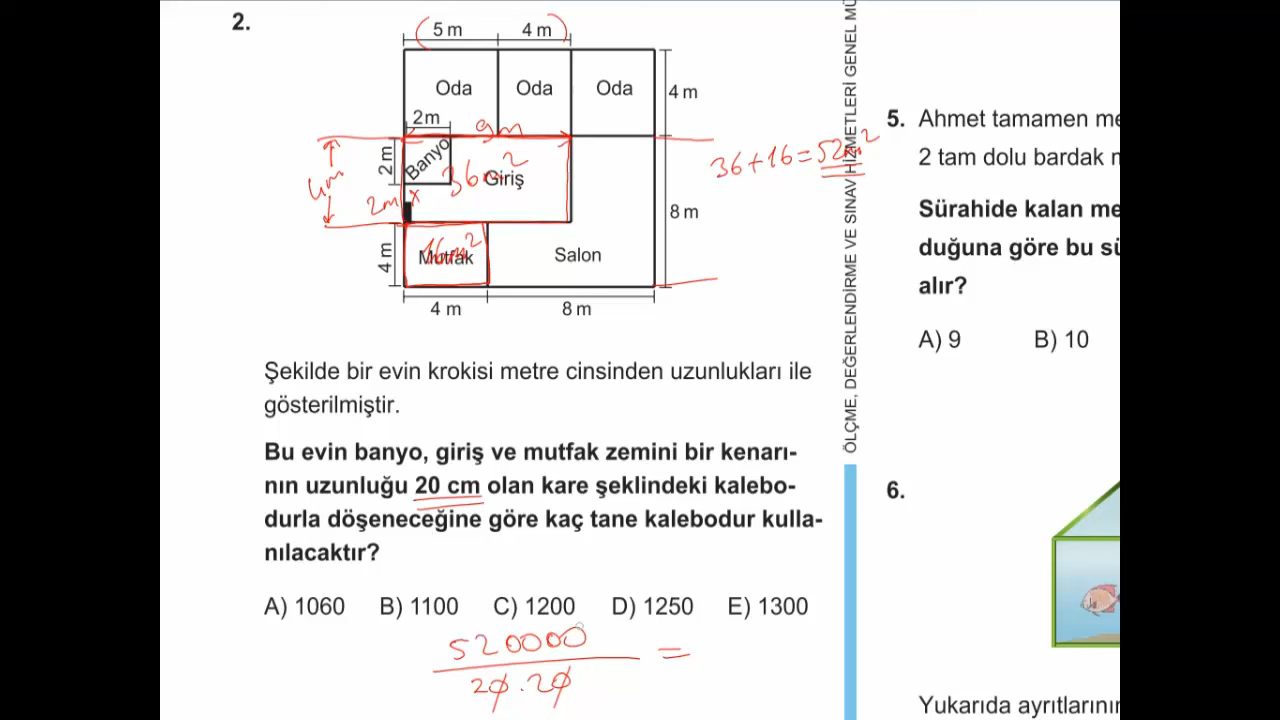 2.
( 5 m 4 m )
Oda Oda Oda
4 m
2m
9m
2 m
Banyo
36m²
Giriş
4m
2m x
8 m
36+16=52m²
4 m
Mutfak
16m²
Salon
4 m 8 m
Şekilde bir evin krokisi metre cinsinden uzunlukları ile
gösterilmiştir.
Bu evin banyo, giriş ve mutfak zemini bir kenarı-
nın uzunluğu 20 cm olan kare şeklindeki kalebo-
durla döşeneceğine göre kaç tane kalebodur kulla-
nılacaktır?
A) 1060 B) 1100 C) 1200 D) 1250 E) 1300
520000
20.20
=
ÖLÇME, DEĞERLENDİRME VE SINAV HİZMETLERİ GENEL MÜ
5. Ahmet tamamen me
2 tam dolu bardak m
Sürahide kalan me
duğuna göre bu sü
alır?
A) 9 B) 10
6.
Yukarıda ayrıtlarının